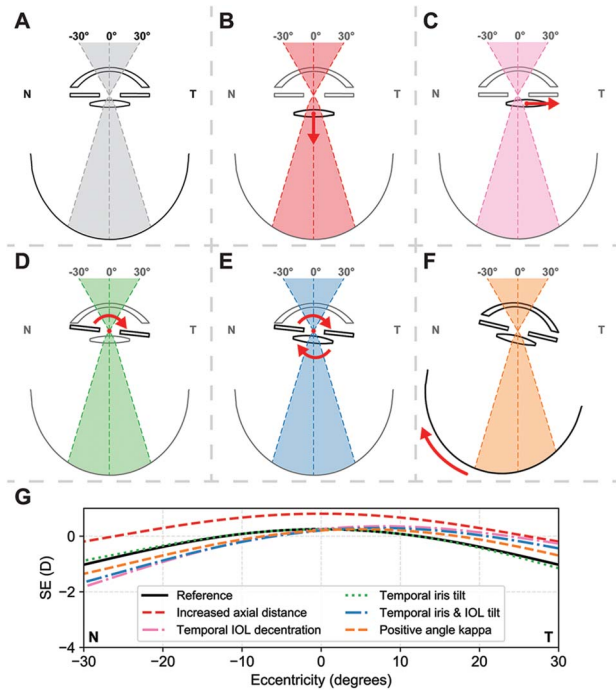 A
-30° 0° 30°
N T
B
-30° 0° 30°
N T
C
-30° 0° 30°
N T
D
-30° 0° 30°
N T
E
-30° 0° 30°
N T
F
-30° 0° 30°
N T
G
SE (D)
0
−2
−4
Reference
Increased axial distance
Temporal IOL decentration
Temporal iris tilt
Temporal iris & IOL tilt
Positive angle kappa
N T
−30 −20 −10 0 10 20 30
Eccentricity (degrees)